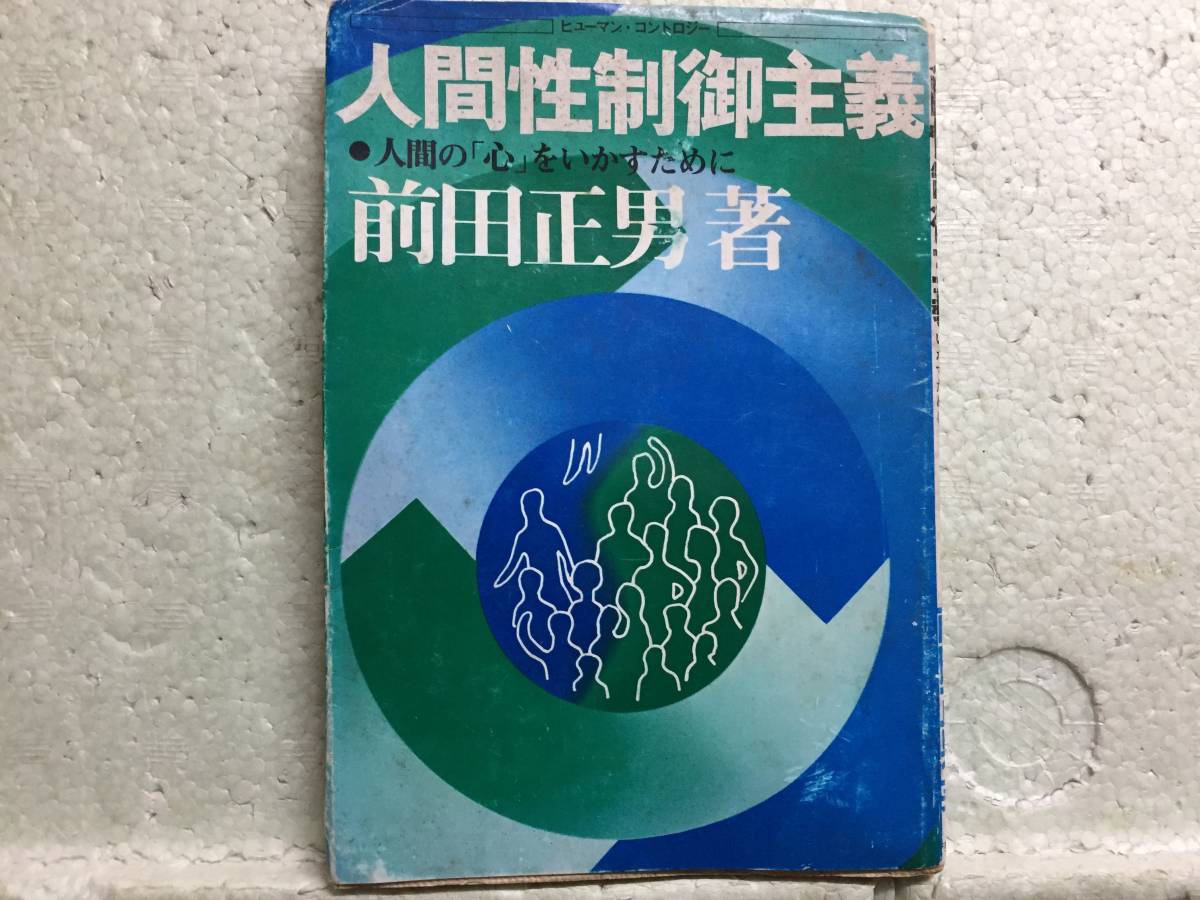 ヒューマン・コントロジー
人間性制御主義
●人間の「心」をいかすために
前田正男 著